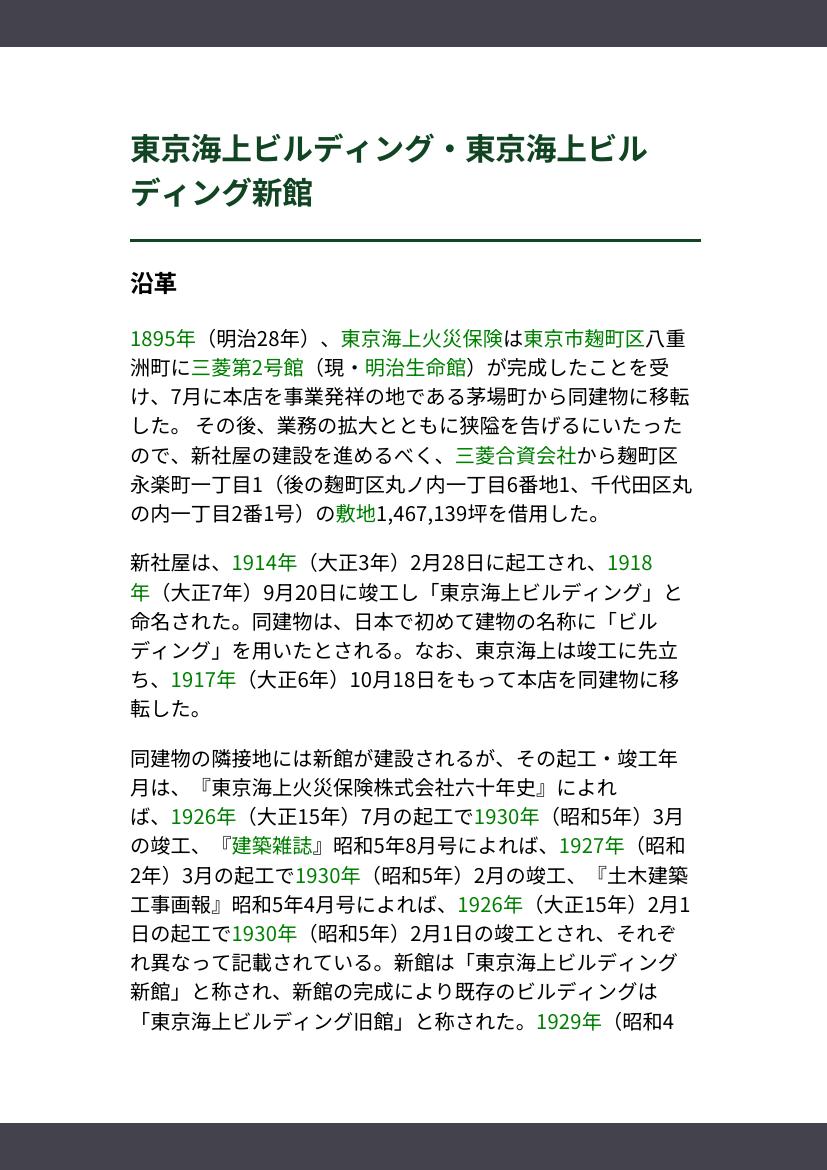 東京海上ビルディング・東京海上ビル
ディング新館
沿革
1895年（明治28年）、東京海上火災保険は東京市麹町区八重
洲町に三菱第2号館（現・明治生命館）が完成したことを受
け、7月に本店を事業発祥の地である茅場町から同建物に移転
した。 その後、業務の拡大とともに狭隘を告げるにいたった
ので、新社屋の建設を進めるべく、三菱合資会社から麹町区
永楽町一丁目1（後の麹町区丸ノ内一丁目6番地1、千代田区丸
の内一丁目2番1号）の敷地1,467,139坪を借用した。
新社屋は、1914年（大正3年）2月28日に起工され、1918
年（大正7年）9月20日に竣工し「東京海上ビルディング」と
命名された。同建物は、日本で初めて建物の名称に「ビル
ディング」を用いたとされる。なお、東京海上は竣工に先立
ち、1917年（大正6年）10月18日をもって本店を同建物に移
転した。
同建物の隣接地には新館が建設されるが、その起工・竣工年
月は、『東京海上火災保険株式会社六十年史』によれ
ば、1926年（大正15年）7月の起工で1930年（昭和5年）3月
の竣工、『建築雑誌』昭和5年8月号によれば、1927年（昭和
2年）3月の起工で1930年（昭和5年）2月の竣工、『土木建築
工事画報』昭和5年4月号によれば、1926年（大正15年）2月1
日の起工で1930年（昭和5年）2月1日の竣工とされ、それぞ
れ異なって記載されている。新館は「東京海上ビルディング
新館」と称され、新館の完成により既存のビルディングは
「東京海上ビルディング旧館」と称された。1929年（昭和4